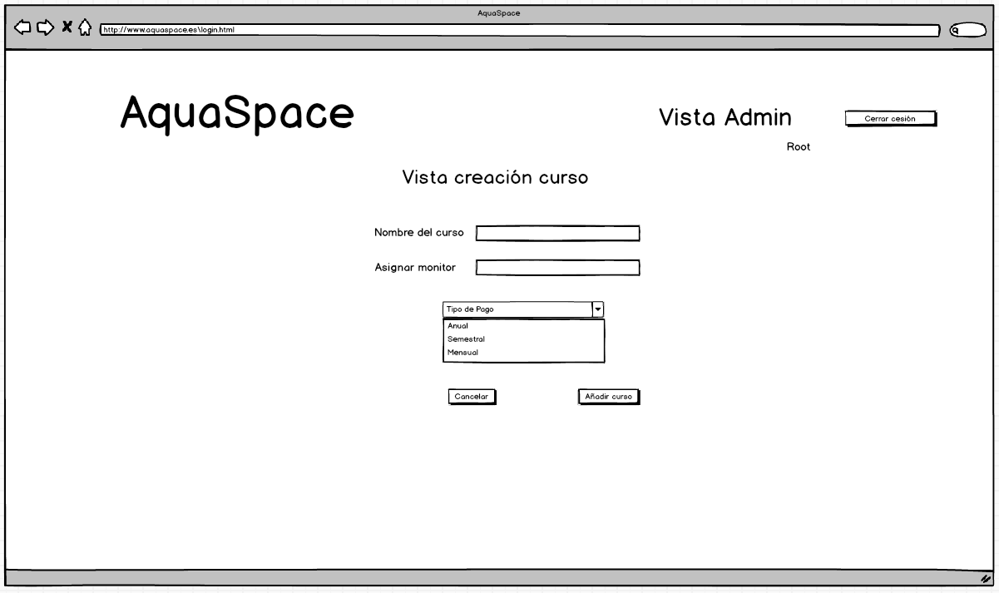 AquaSpace
http://www.aquaspace.es\login.html
AquaSpace
Vista Admin
Cerrar cesión
Root
Vista creación curso
Nombre del curso
Asignar monitor
Tipo de Pago
Anual
Semestral
Mensual
Cancelar
Añadir curso